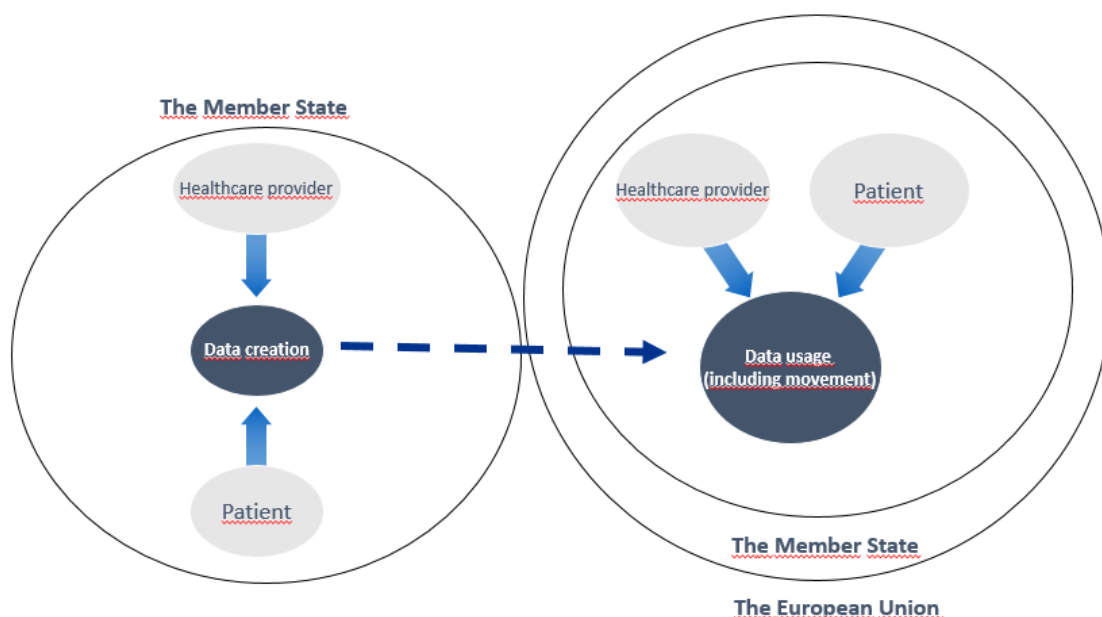 The Member State
Healthcare provider
Data creation
Patient
Healthcare provider
Patient
Data usage
(including movement)
The Member State
The European Union